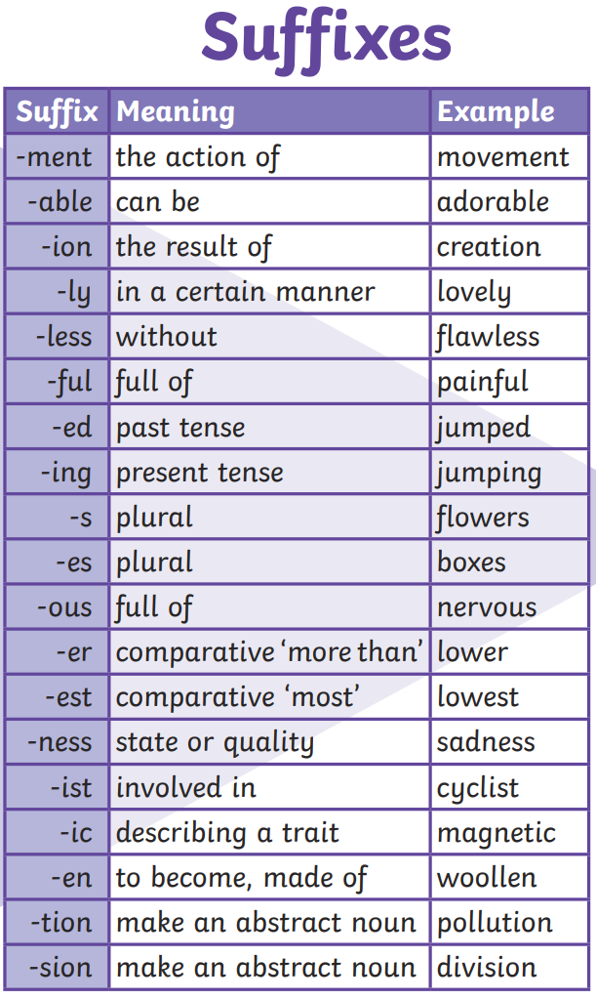 Suffixes
Suffix Meaning Example
-ment the action of movement
-able can be adorable
-ion the result of creation
-ly in a certain manner lovely
-less without flawless
-ful full of painful
-ed past tense jumped
-ing present tense jumping
-s plural flowers
-es plural boxes
-ous full of nervous
-er comparative ‘more than’ lower
-est comparative ‘most’ lowest
-ness state or quality sadness
-ist involved in cyclist
-ic describing a trait magnetic
-en to become, made of woollen
-tion make an abstract noun pollution
-sion make an abstract noun division